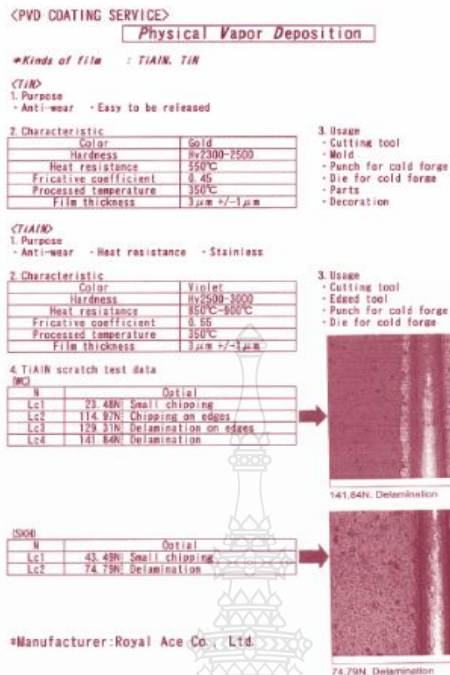 <PVD COATING SERVICE>
Physical Vapor Deposition
*Kinds of film : TiAlN, TiN
<TiN>
1. Purpose
・Anti-wear ・Easy to be released
2. Characteristic
Color Gold
Hardness Hv2300-2500
Heat resistance 550℃
Fricative coefficient 0.45
Processed temperature 350℃
Film thickness 3μm +/-1μm
3. Usage
・Cutting tool
・Mold
・Punch for cold forge
・Die for cold forge
・Parts
・Decoration
<TiAlN>
1. Purpose
・Anti-wear ・Heat resistance ・Stainless
2. Characteristic
Color Violet
Hardness Hv2500-3000
Heat resistance 850℃-900℃
Fricative coefficient 0.55
Processed temperature 350℃
Film thickness 3μm +/-1μm
3. Usage
・Cutting tool
・Edged tool
・Punch for cold forge
・Die for cold forge
4. TiAlN scratch test data
(WC)
N Optial
Lc1 23.48N Small chipping
Lc2 114.97N Chipping on edges
Lc3 129.31N Delamination on edges
Lc4 141.84N Delamination
141,84N. Delamination
(SKH)
N Optial
Lc1 43.49N Small chipping
Lc2 74.79N Delamination
74.79N. Delamination
*Manufacturer:Royal Ace Co., Ltd.